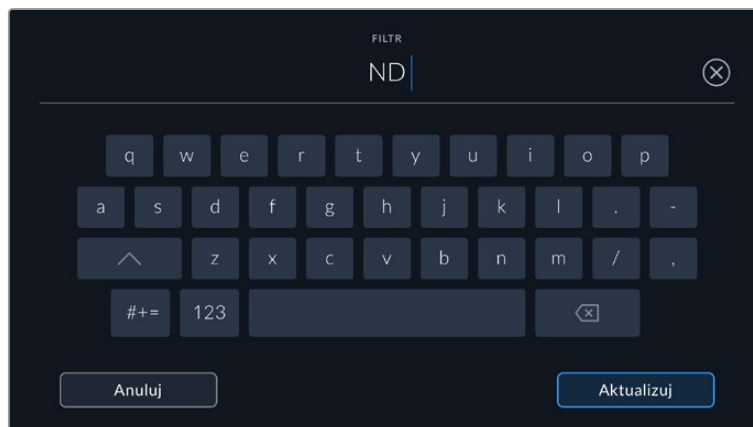 FILTR
ND
q w e r t y u i o p
a s d f g h j k l . -
z x c v b n m / ,
#+= 123
Anuluj Aktualizuj